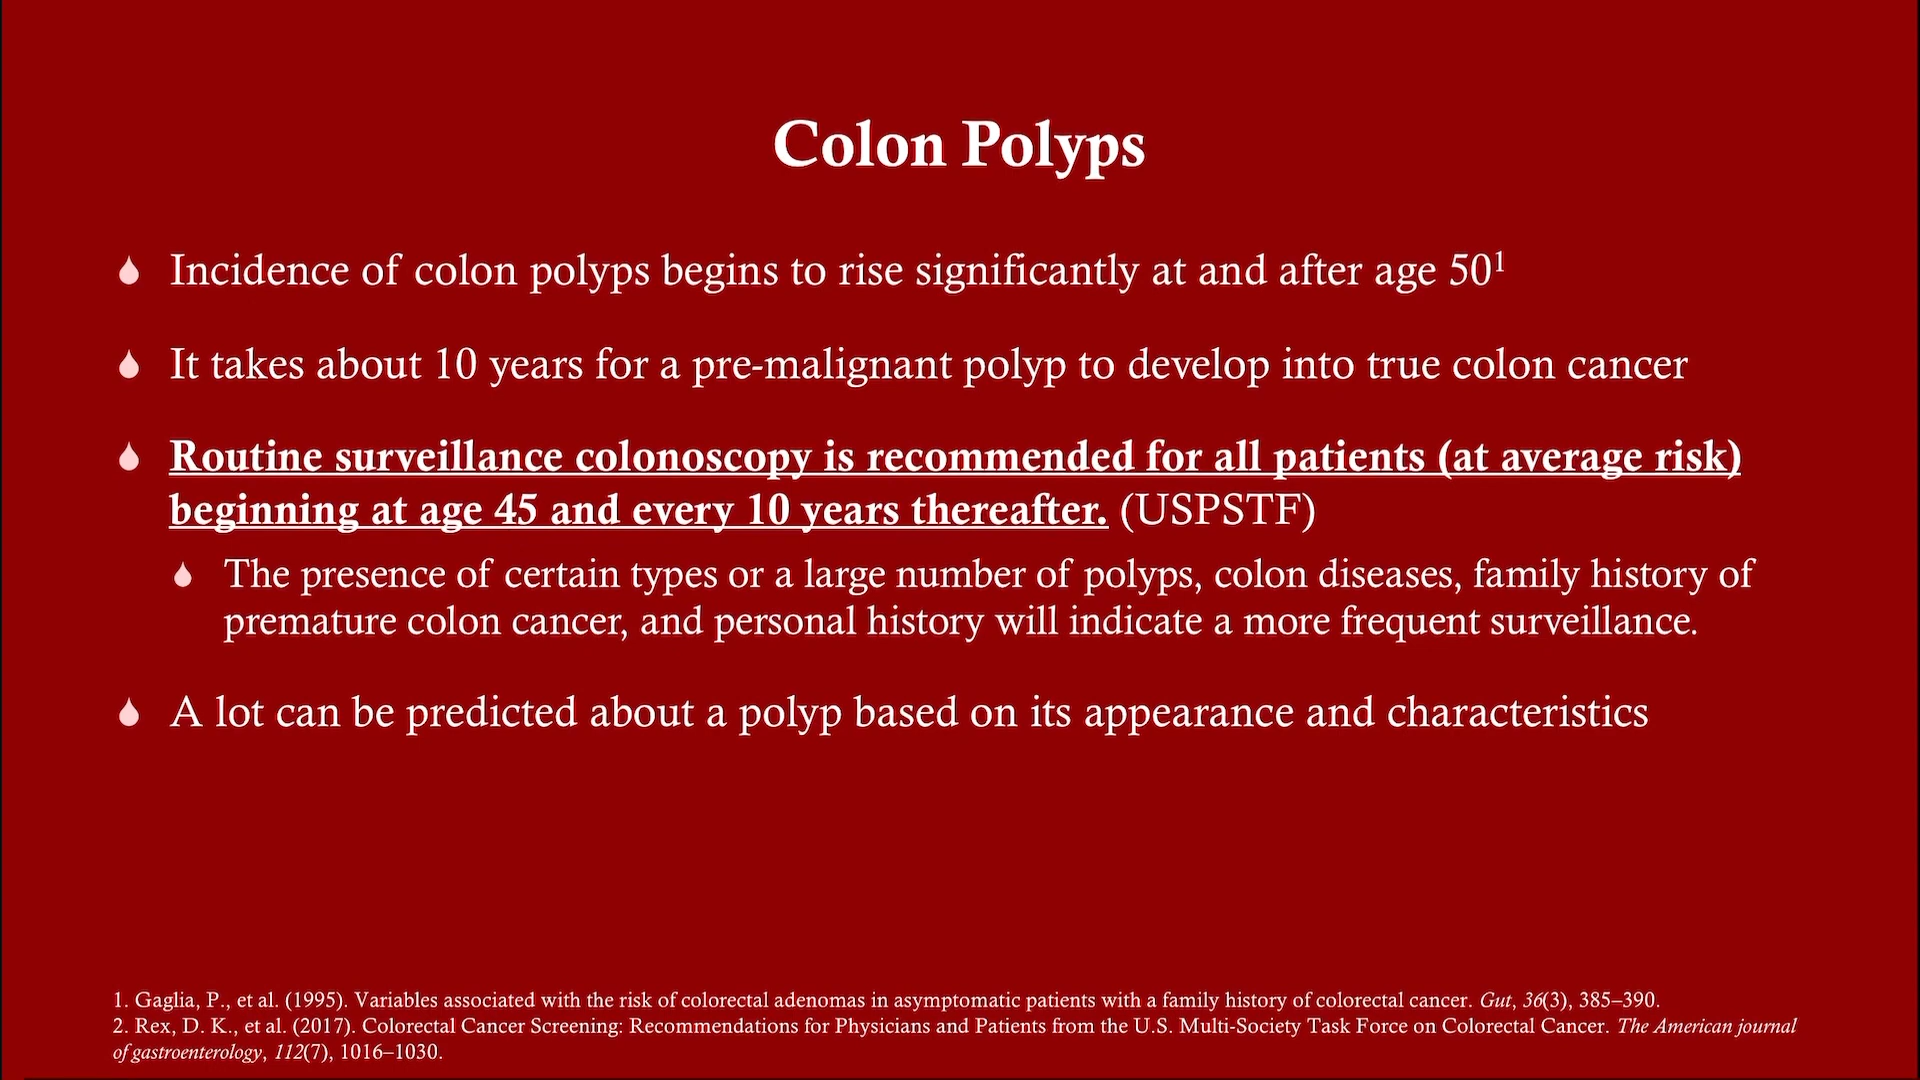 Colon Polyps
Incidence of colon polyps begins to rise significantly at and after age 50¹
It takes about 10 years for a pre-malignant polyp to develop into true colon cancer
Routine surveillance colonoscopy is recommended for all patients (at average risk)
beginning at age 45 and every 10 years thereafter. (USPSTF)
The presence of certain types or a large number of polyps, colon diseases, family history of
premature colon cancer, and personal history will indicate a more frequent surveillance.
A lot can be predicted about a polyp based on its appearance and characteristics
1. Gaglia, P., et al. (1995). Variables associated with the risk of colorectal adenomas in asymptomatic patients with a family history of colorectal cancer. Gut, 36(3), 385–390.
2. Rex, D. K., et al. (2017). Colorectal Cancer Screening: Recommendations for Physicians and Patients from the U.S. Multi-Society Task Force on Colorectal Cancer. The American journal
of gastroenterology, 112(7), 1016–1030.